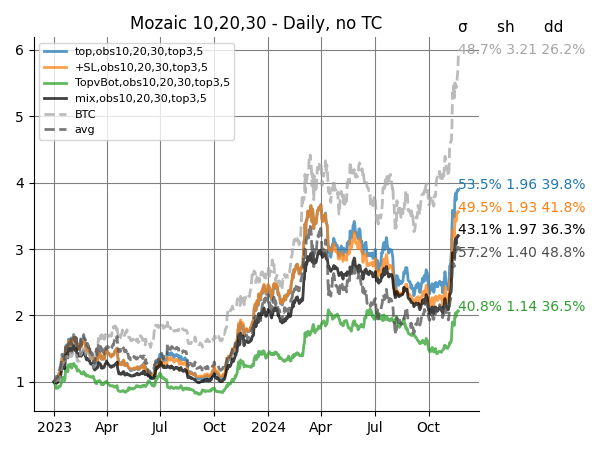 Mozaic 10,20,30 - Daily, no TC
σ sh dd
top,obs10,20,30,top3,5
+SL,obs10,20,30,top3,5
TopvBot,obs10,20,30,top3,5
mix,obs10,20,30,top3,5
BTC
avg
48.7% 3.21 26.2%
53.5% 1.96 39.8%
49.5% 1.93 41.8%
43.1% 1.97 36.3%
57.2% 1.40 48.8%
40.8% 1.14 36.5%
6
5
4
3
2
1
2023 Apr Jul Oct 2024 Apr Jul Oct